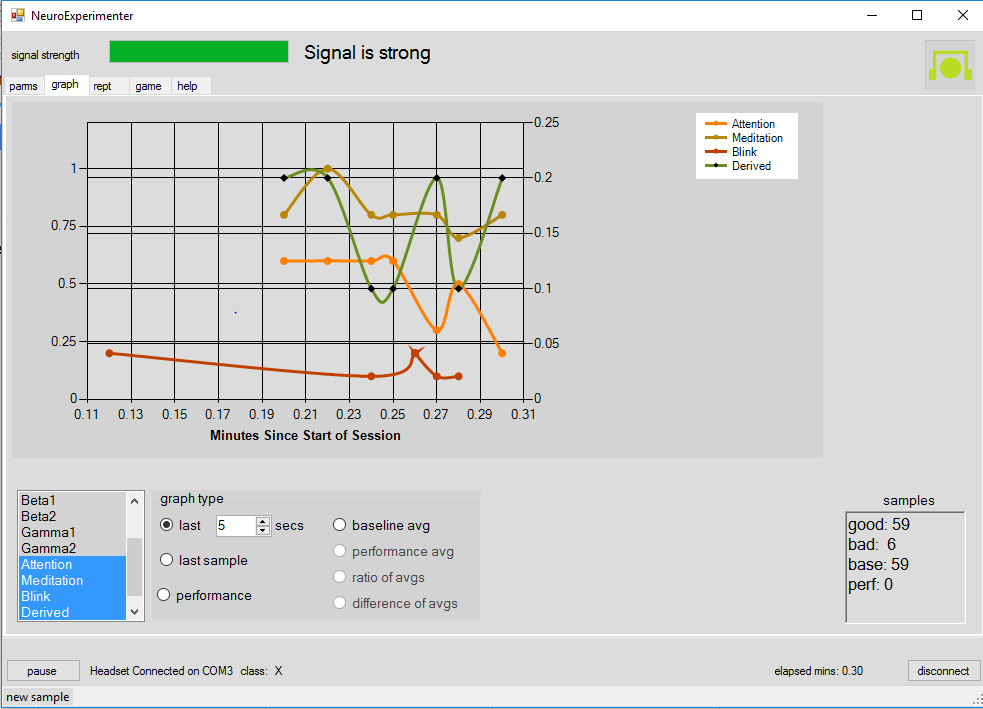 NeuroExperimenter
signal strength
Signal is strong
parms graph rept game help
Attention
Meditation
Blink
Derived
1
0.75
0.5
0.25
0
0.25
0.2
0.15
0.1
0.05
0
0.11 0.13 0.15 0.17 0.19 0.21 0.23 0.25 0.27 0.29 0.31
Minutes Since Start of Session
Beta1
Beta2
Gamma1
Gamma2
Attention
Meditation
Blink
Derived
graph type
last 5 secs
last sample
performance
baseline avg
performance avg
ratio of avgs
difference of avgs
samples
good: 59
bad: 6
base: 59
perf: 0
pause Headset Connected on COM3 class: X elapsed mins: 0.30 disconnect
new sample